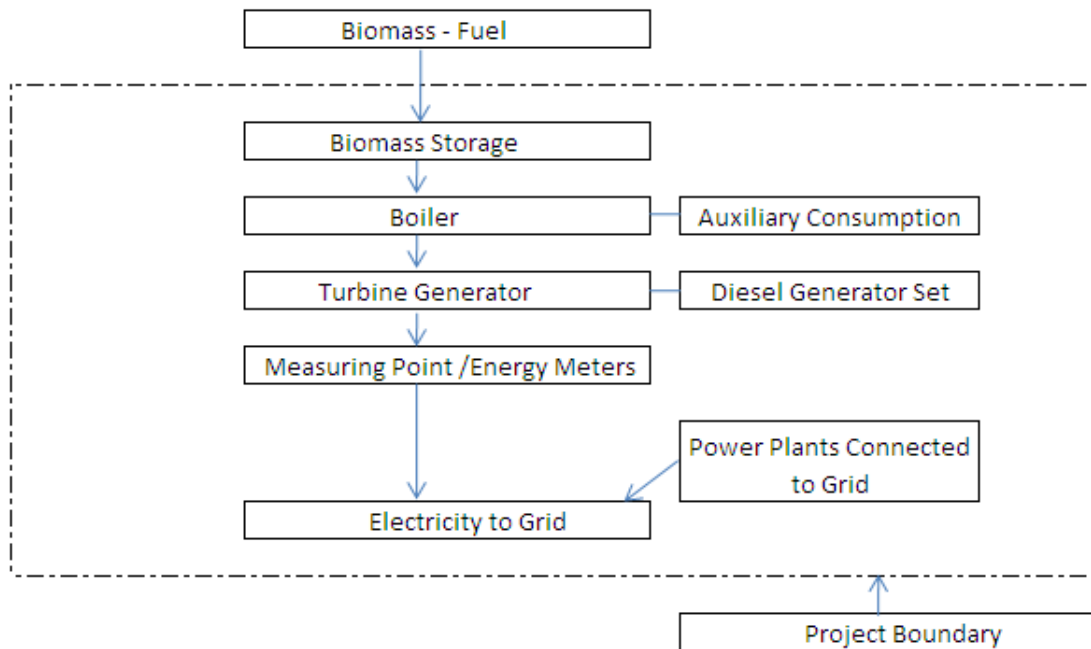 Biomass - Fuel
Biomass Storage
Boiler
Auxiliary Consumption
Turbine Generator
Diesel Generator Set
Measuring Point /Energy Meters
Power Plants Connected
to Grid
Electricity to Grid
Project Boundary